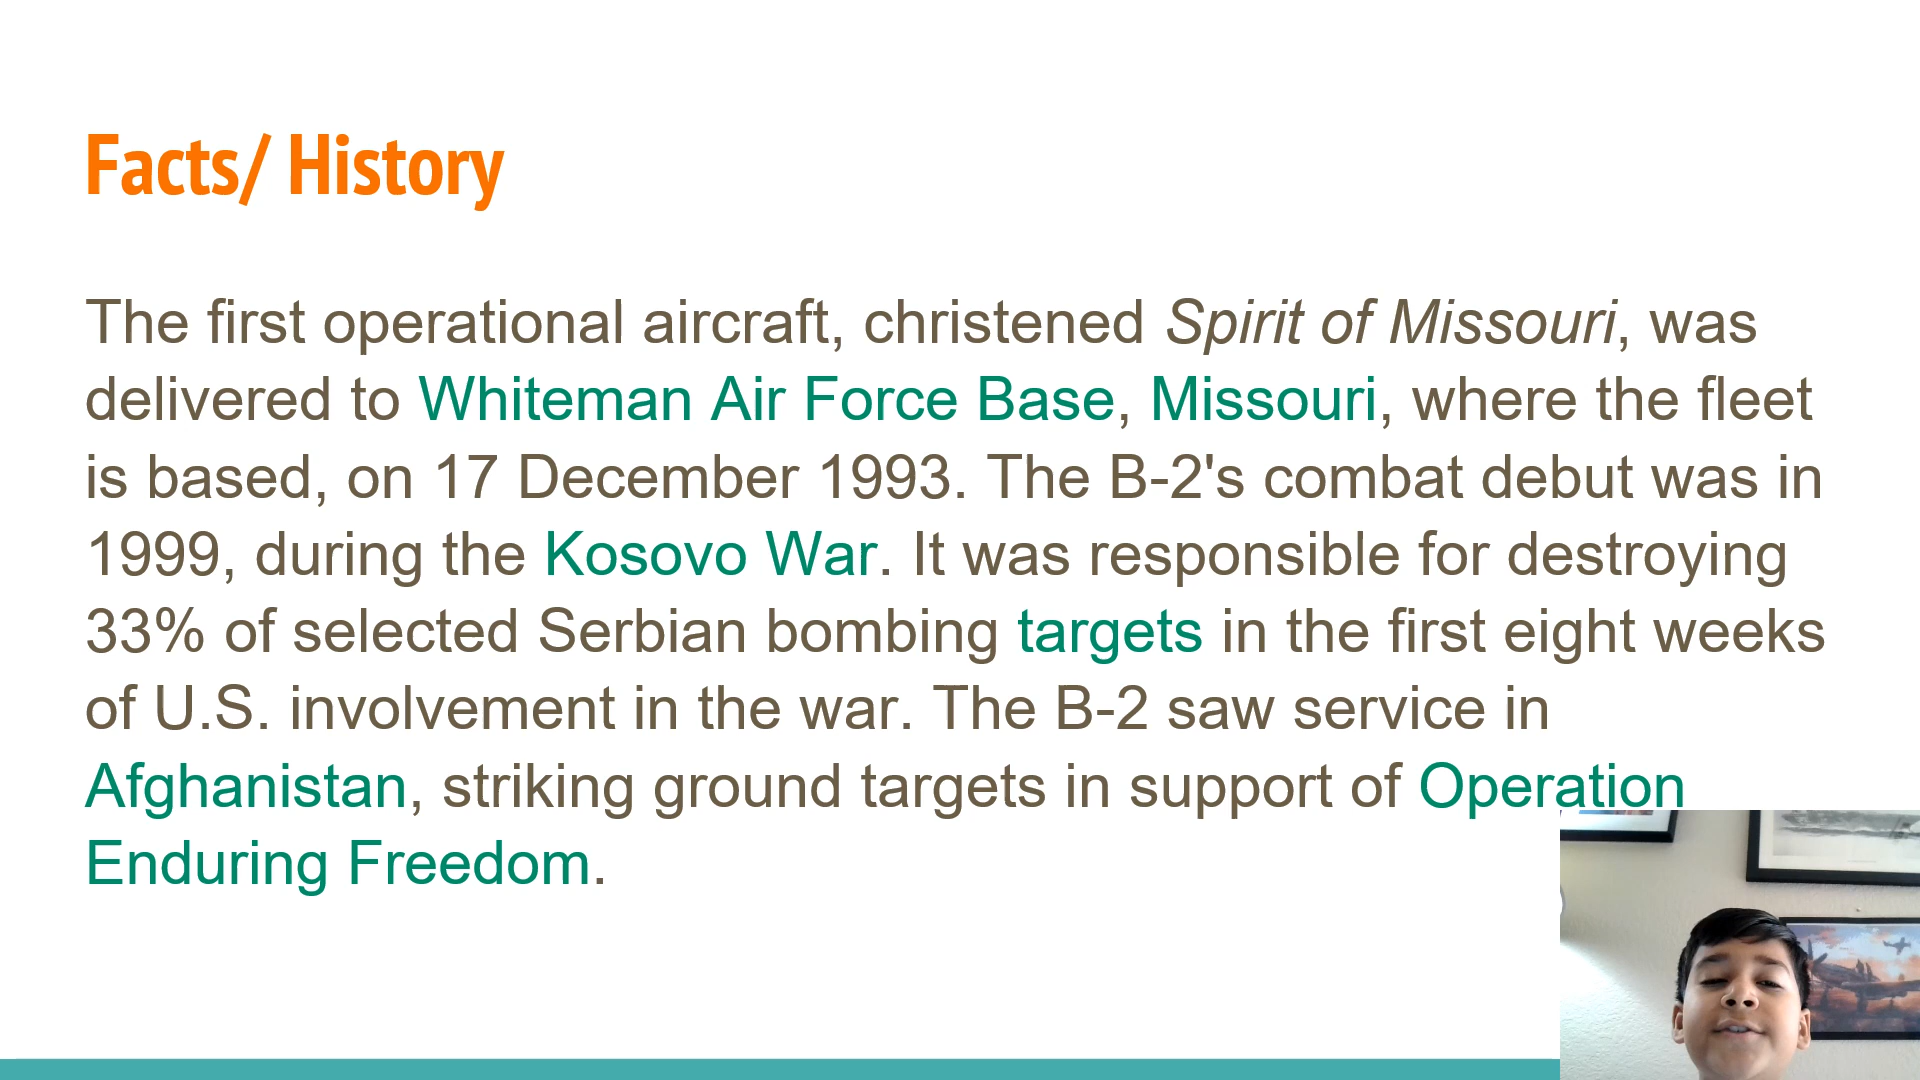 Facts/ History
The first operational aircraft, christened Spirit of Missouri, was
delivered to Whiteman Air Force Base, Missouri, where the fleet
is based, on 17 December 1993. The B-2's combat debut was in
1999, during the Kosovo War. It was responsible for destroying
33% of selected Serbian bombing targets in the first eight weeks
of U.S. involvement in the war. The B-2 saw service in
Afghanistan, striking ground targets in support of Operation
Enduring Freedom.